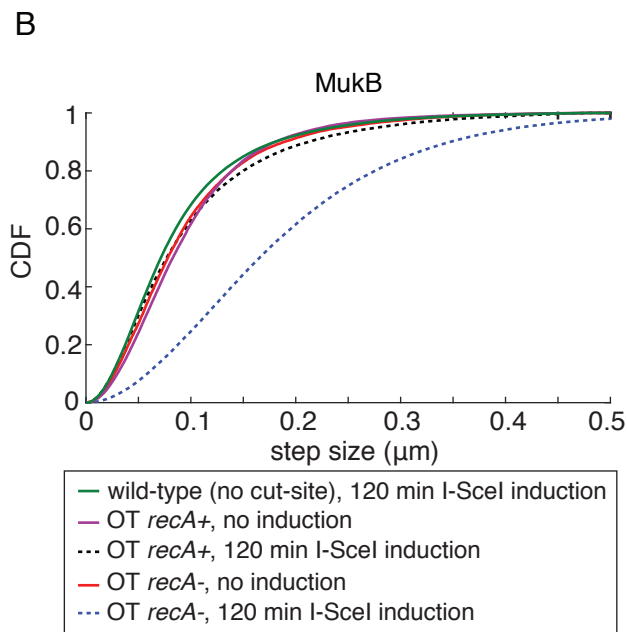 B
MukB
1
0.8
0.6
0.4
0.2
0
CDF
0 0.1 0.2 0.3 0.4 0.5
step size (µm)
wild-type (no cut-site), 120 min I-SceI induction
OT recA+, no induction
OT recA+, 120 min I-SceI induction
OT recA-, no induction
OT recA-, 120 min I-SceI induction